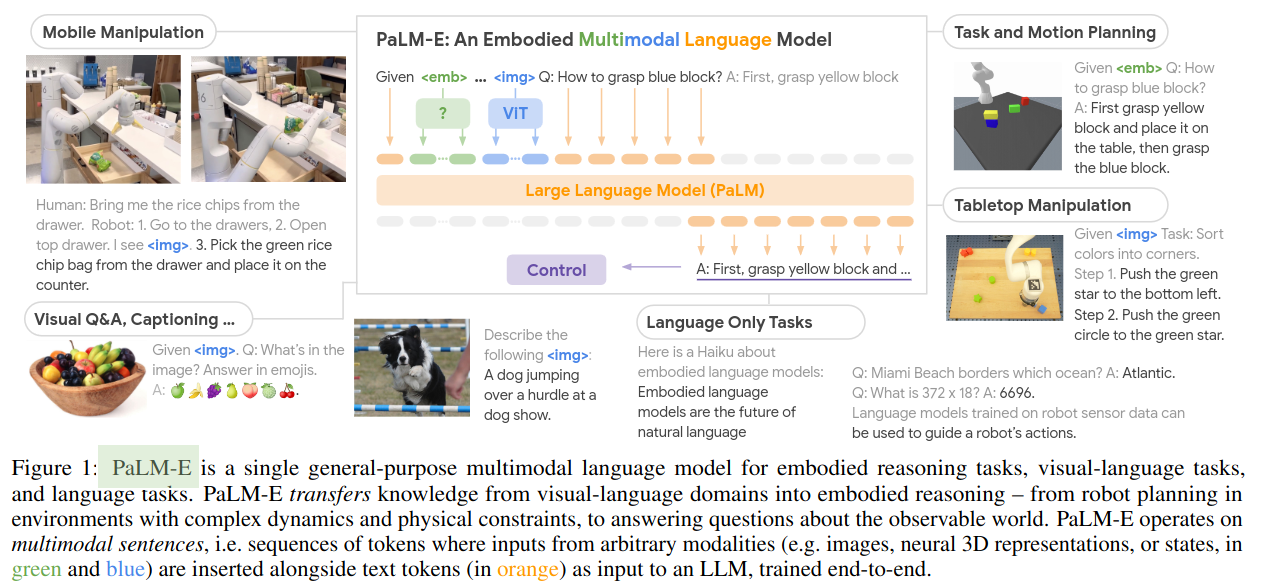 Mobile Manipulation
Human: Bring me the rice chips from the
drawer. Robot: 1. Go to the drawers, 2. Open
top drawer. I see <img>. 3. Pick the green rice
chip bag from the drawer and place it on the
counter.
Visual Q&A, Captioning ...
Given <img>. Q: What's in the
image? Answer in emojis.
A: 🍏🍌🍇🍐🍑🍈🍒.
PaLM-E: An Embodied Multimodal Language Model
Given <emb> ... <img> Q: How to grasp blue block? A: First, grasp yellow block
? ViT
Large Language Model (PaLM)
Control
A: First, grasp yellow block and ...
Describe the
following <img>:
A dog jumping
over a hurdle at a
dog show.
Language Only Tasks
Here is a Haiku about
embodied language models:
Embodied language
models are the future of
natural language
Q: Miami Beach borders which ocean? A: Atlantic.
Q: What is 372 x 18? A: 6696.
Language models trained on robot sensor data can
be used to guide a robot's actions.
Task and Motion Planning
Given <emb> Q: How
to grasp blue block?
A: First grasp yellow
block and place it on
the table, then grasp
the blue block.
Tabletop Manipulation
Given <img> Task: Sort
colors into corners.
Step 1. Push the green
star to the bottom left.
Step 2. Push the green
circle to the green star.
Figure 1: PaLM-E is a single general-purpose multimodal language model for embodied reasoning tasks, visual-language tasks,
and language tasks. PaLM-E transfers knowledge from visual-language domains into embodied reasoning – from robot planning in
environments with complex dynamics and physical constraints, to answering questions about the observable world. PaLM-E operates on
multimodal sentences, i.e. sequences of tokens where inputs from arbitrary modalities (e.g. images, neural 3D representations, or states, in
green and blue) are inserted alongside text tokens (in orange) as input to an LLM, trained end-to-end.